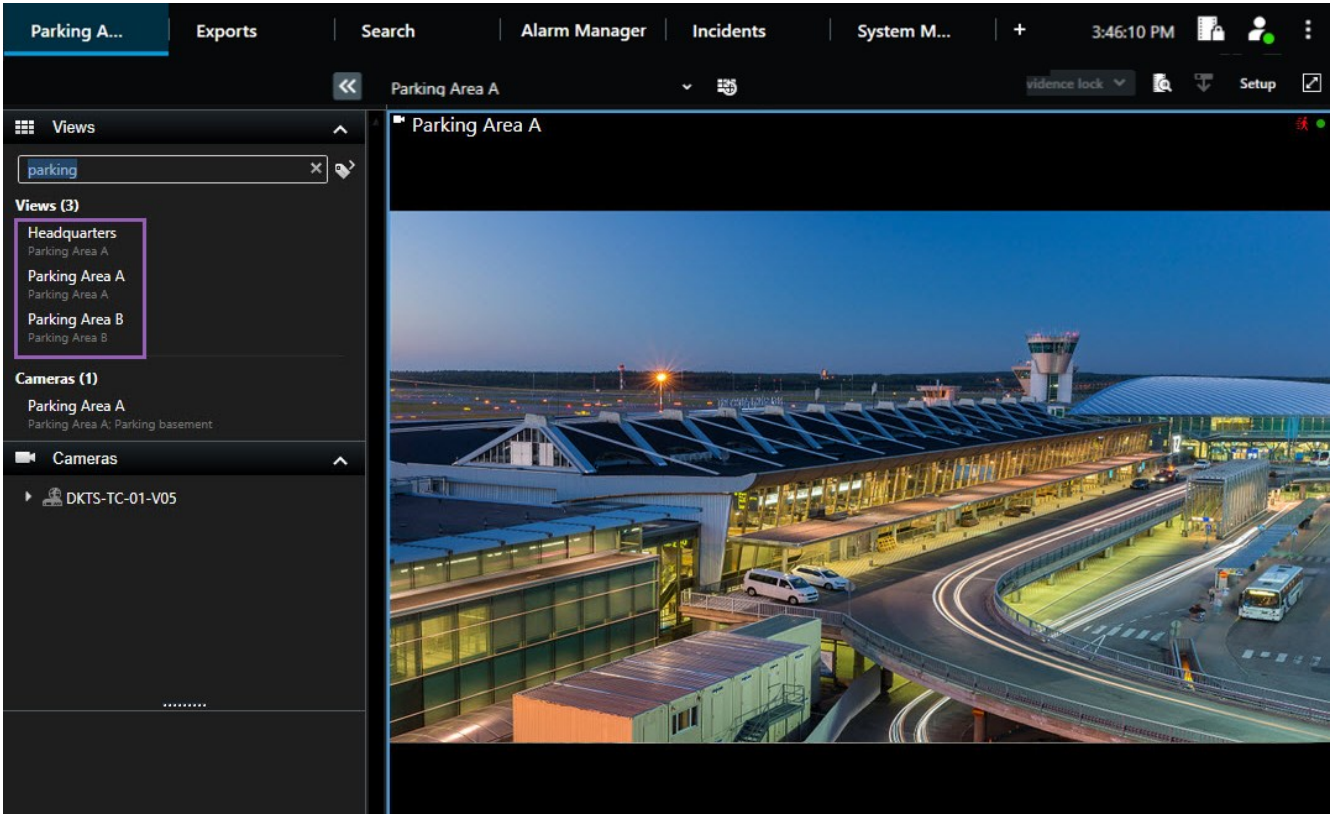 Parking A... Exports Search Alarm Manager Incidents System M... + 3:46:10 PM
Parking Area A
vidence lock Setup
Views
parking
Views (3)
Headquarters
Parking Area A
Parking Area A
Parking Area A
Parking Area B
Parking Area B
Cameras (1)
Parking Area A
Parking Area A; Parking basement
Cameras
DKTS-TC-01-V05
Parking Area A